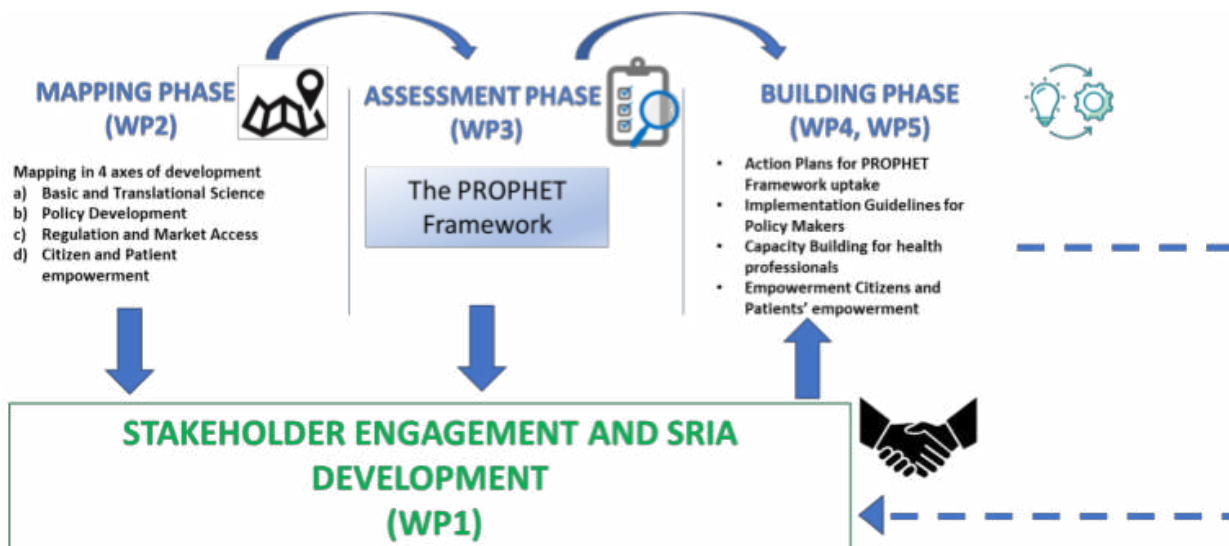 MAPPING PHASE
(WP2)
Mapping in 4 axes of development
a) Basic and Translational Science
b) Policy Development
c) Regulation and Market Access
d) Citizen and Patient
empowerment
ASSESSMENT PHASE
(WP3)
The PROPHET
Framework
BUILDING PHASE
(WP4, WP5)
• Action Plans for PROPHET
Framework uptake
• Implementation Guidelines for
Policy Makers
• Capacity Building for health
professionals
• Empowerment Citizens and
Patients’ empowerment
STAKEHOLDER ENGAGEMENT AND SRIA
DEVELOPMENT
(WP1)